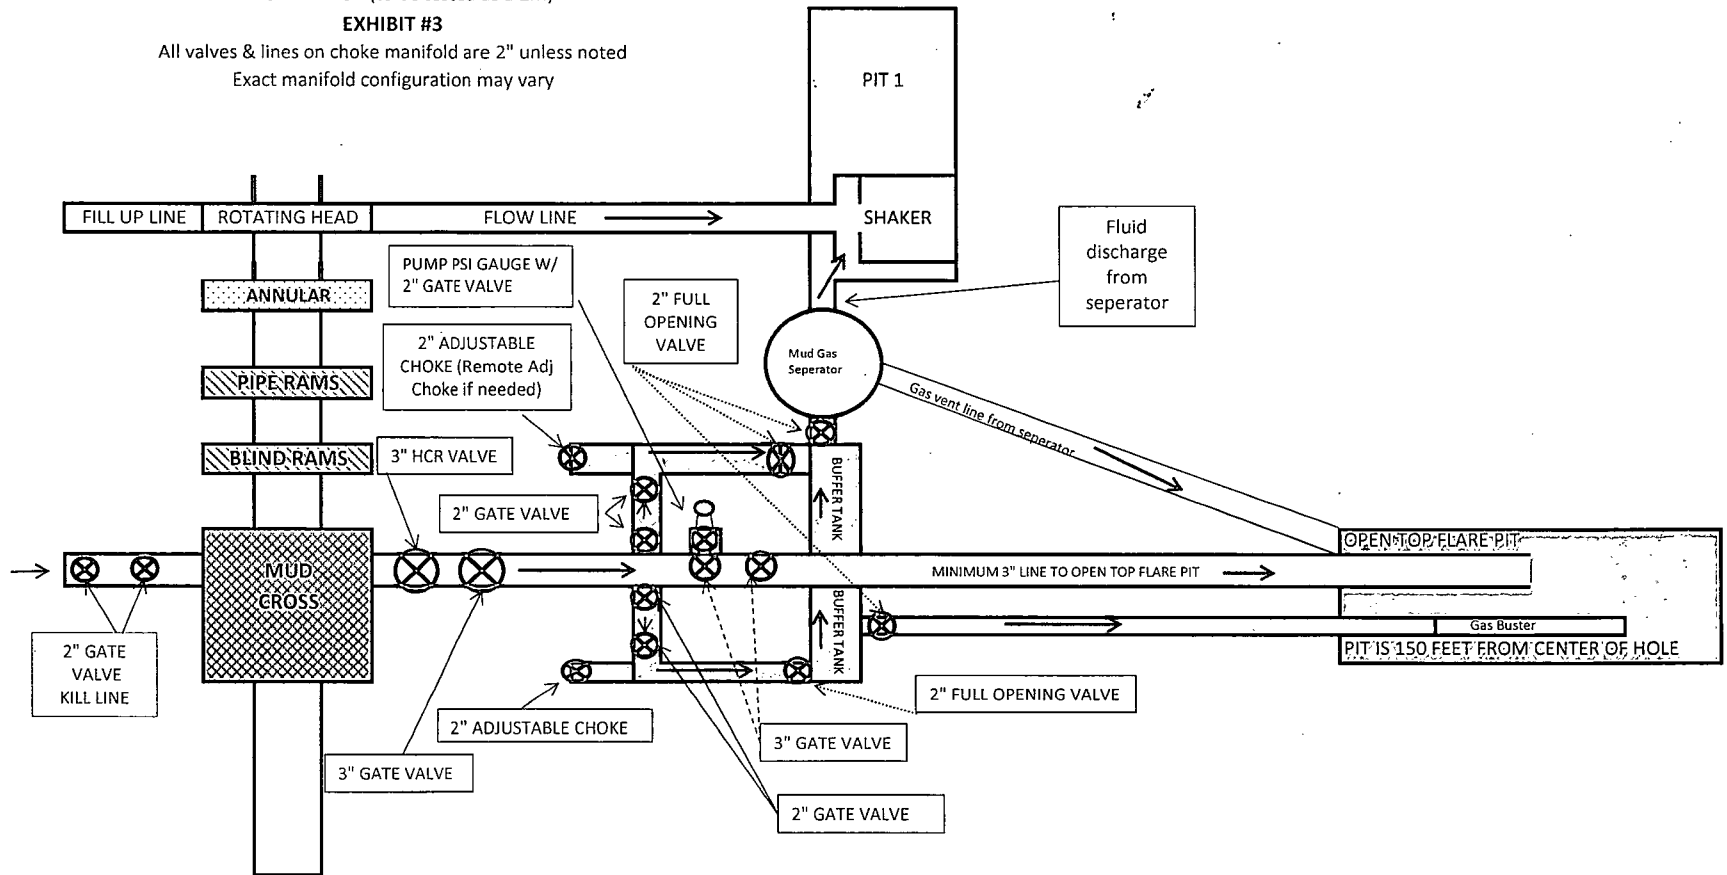 EXHIBIT #3
All valves & lines on choke manifold are 2" unless noted
Exact manifold configuration may vary
PIT 1
FILL UP LINE
ROTATING HEAD
FLOW LINE
SHAKER
Fluid
discharge
from
seperator
PUMP PSI GAUGE W/
2" GATE VALVE
ANNULAR
2" FULL
OPENING
VALVE
2" ADJUSTABLE
CHOKE (Remote Adj
Choke if needed)
Mud Gas
Seperator
PIPE RAMS
Gas vent line from seperator
BLIND RAMS
3" HCR VALVE
BUFFER TANK
2" GATE VALVE
OPEN TOP FLARE PIT
MUD
CROSS
MINIMUM 3" LINE TO OPEN TOP FLARE PIT
BUFFER TANK
Gas Buster
PIT IS 150 FEET FROM CENTER OF HOLE
2" GATE
VALVE
KILL LINE
2" FULL OPENING VALVE
2" ADJUSTABLE CHOKE
3" GATE VALVE
3" GATE VALVE
2" GATE VALVE